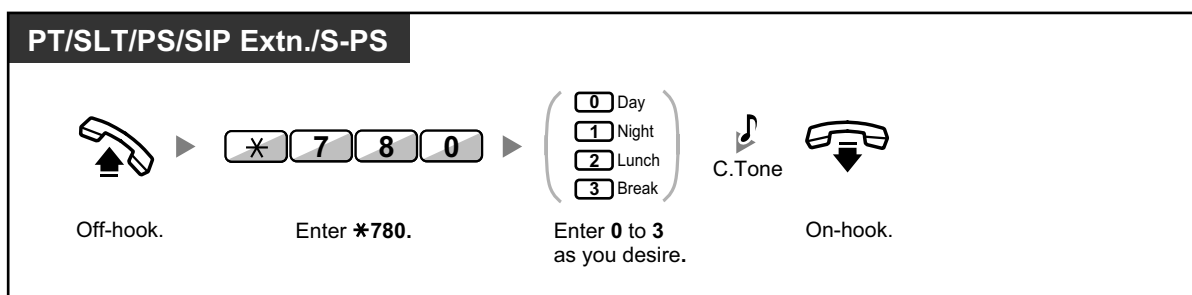 PT/SLT/PS/SIP Extn./S-PS
✳ 7 8 0
0 Day
1 Night
2 Lunch
3 Break
C.Tone
Off-hook.
Enter ✳780.
Enter 0 to 3
as you desire.
On-hook.